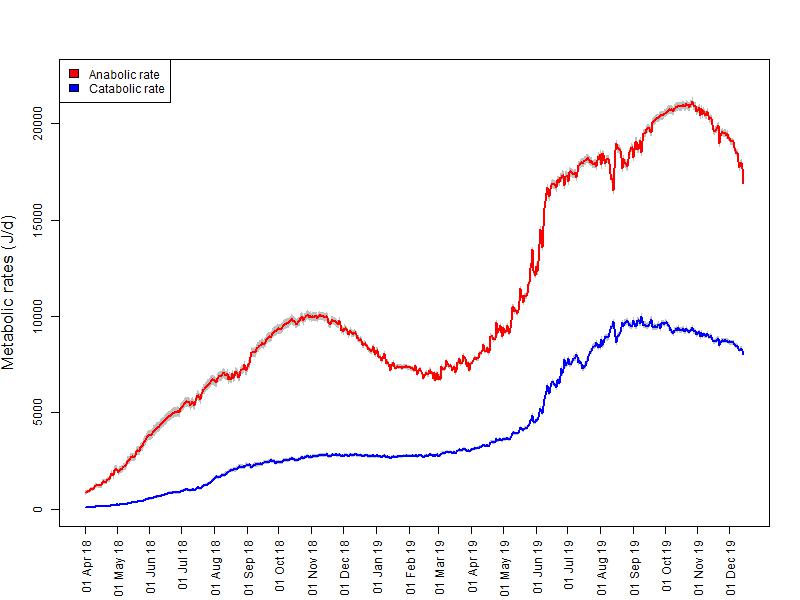 Anabolic rate
Catabolic rate
Metabolic rates (J/d)
20000
15000
10000
5000
0
01 Apr 18
01 May 18
01 Jun 18
01 Jul 18
01 Aug 18
01 Sep 18
01 Oct 18
01 Nov 18
01 Dec 18
01 Jan 19
01 Feb 19
01 Mar 19
01 Apr 19
01 May 19
01 Jun 19
01 Jul 19
01 Aug 19
01 Sep 19
01 Oct 19
01 Nov 19
01 Dec 19